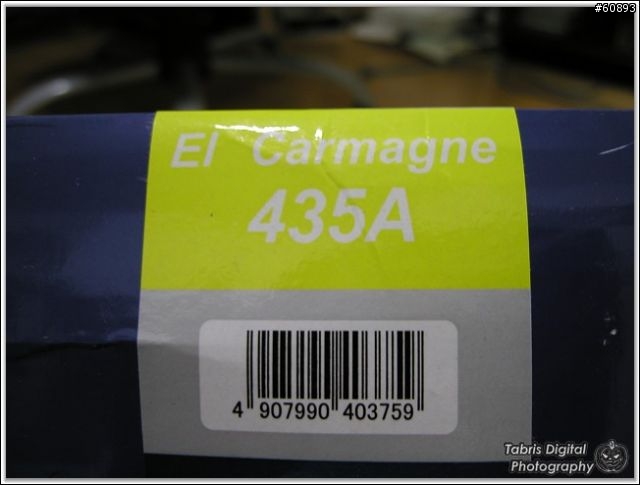 #60893
El Carmagne
435A
4 907990 403759
Tabris Digital
Photography